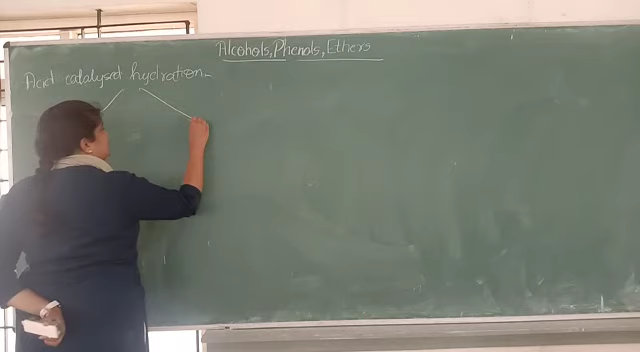 Alcohols, Phenols, Ethers
Acid catalysed hydration-